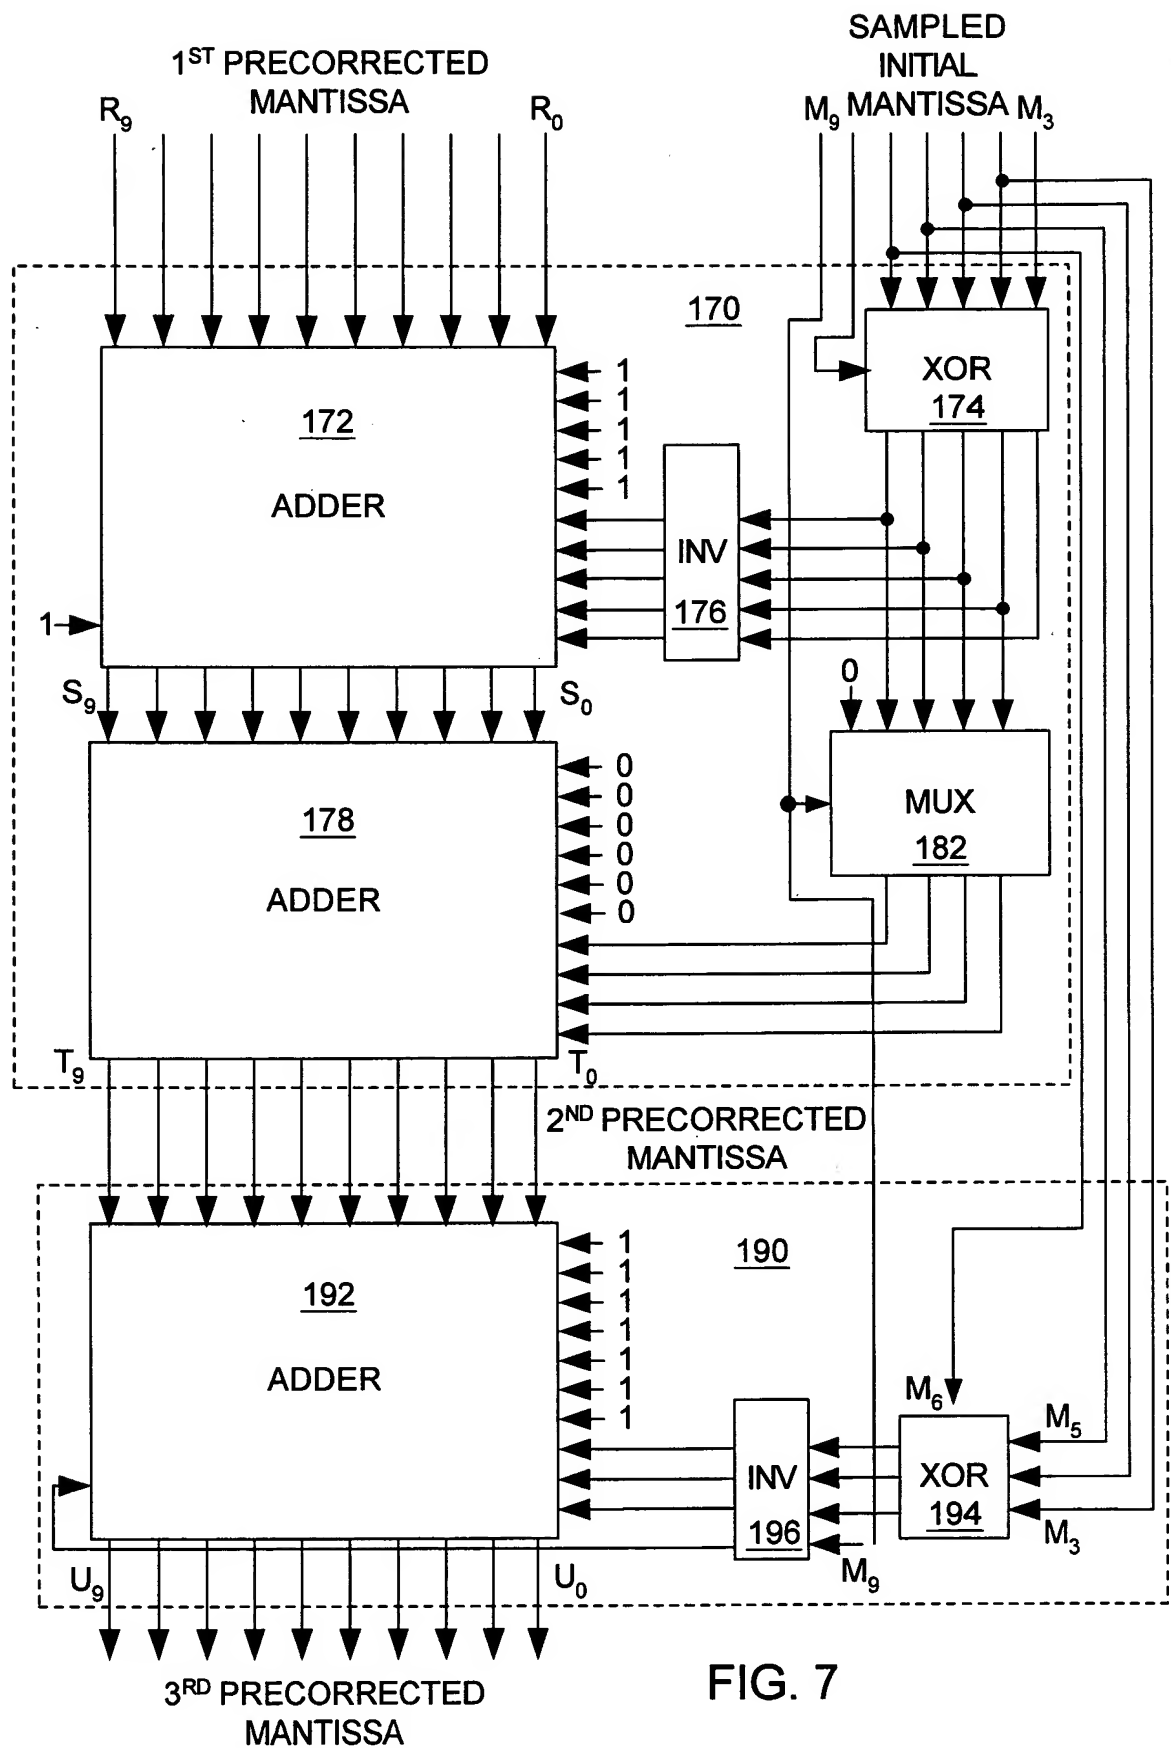 1ST PRECORRECTED
MANTISSA
SAMPLED
INITIAL
MANTISSA
R9
R0
M9
M3
170
XOR
174
172
ADDER
1
1
1
1
1
INV
176
1
S9
S0
0
178
ADDER
0
0
0
0
0
0
MUX
182
T9
T0
2ND PRECORRECTED
MANTISSA
192
ADDER
1
1
1
1
1
1
1
190
M6
M5
XOR
194
M3
INV
196
M9
U9
U0
3RD PRECORRECTED
MANTISSA
FIG. 7